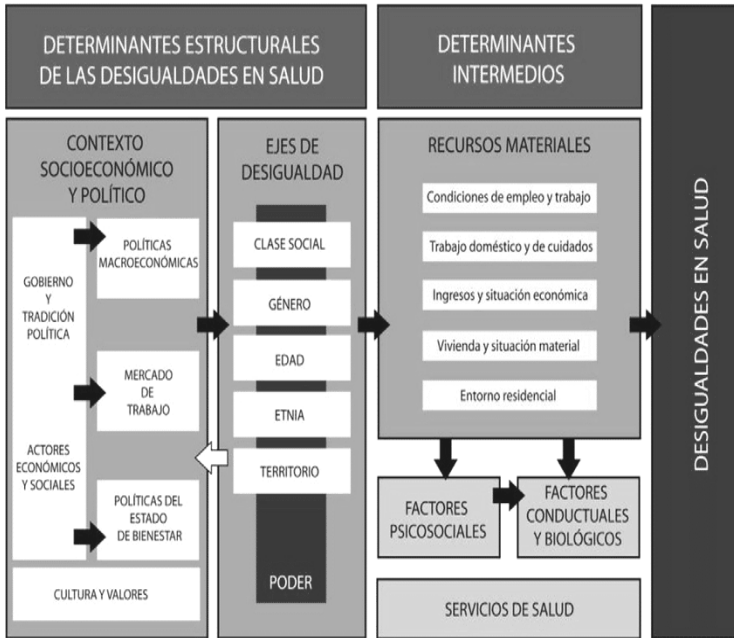 DETERMINANTES ESTRUCTURALES
DE LAS DESIGUALDADES EN SALUD
DETERMINANTES
INTERMEDIOS
CONTEXTO
SOCIOECONÓMICO
Y POLÍTICO
GOBIERNO
Y
TRADICIÓN
POLÍTICA
ACTORES
ECONÓMICOS
Y SOCIALES
POLÍTICAS
MACROECONÓMICAS
MERCADO
DE
TRABAJO
POLÍTICAS DEL
ESTADO
DE BIENESTAR
CULTURA Y VALORES
EJES DE
DESIGUALDAD
CLASE SOCIAL
GÉNERO
EDAD
ETNIA
TERRITORIO
PODER
RECURSOS MATERIALES
Condiciones de empleo y trabajo
Trabajo doméstico y de cuidados
Ingresos y situación económica
Vivienda y situación material
Entorno residencial
FACTORES
PSICOSOCIALES
FACTORES
CONDUCTUALES
Y BIOLÓGICOS
SERVICIOS DE SALUD
DESIGUALDADES EN SALUD